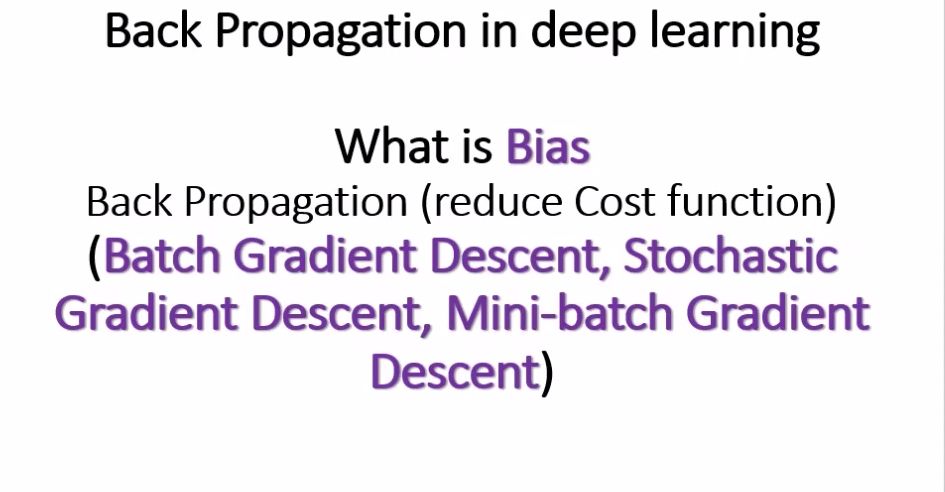 Back Propagation in deep learning
What is Bias
Back Propagation (reduce Cost function)
(Batch Gradient Descent, Stochastic
Gradient Descent, Mini-batch Gradient
Descent)